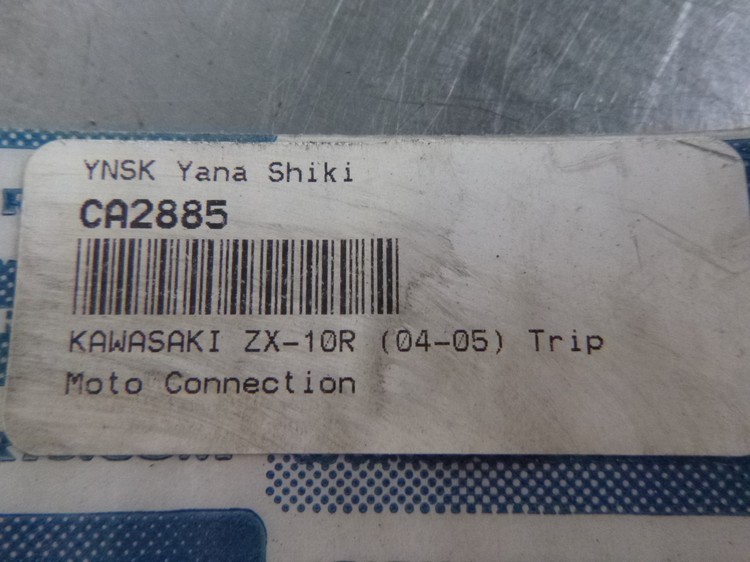 YNSK Yana Shiki
CA2885
KAWASAKI ZX-10R (04-05) Trip
Moto Connection